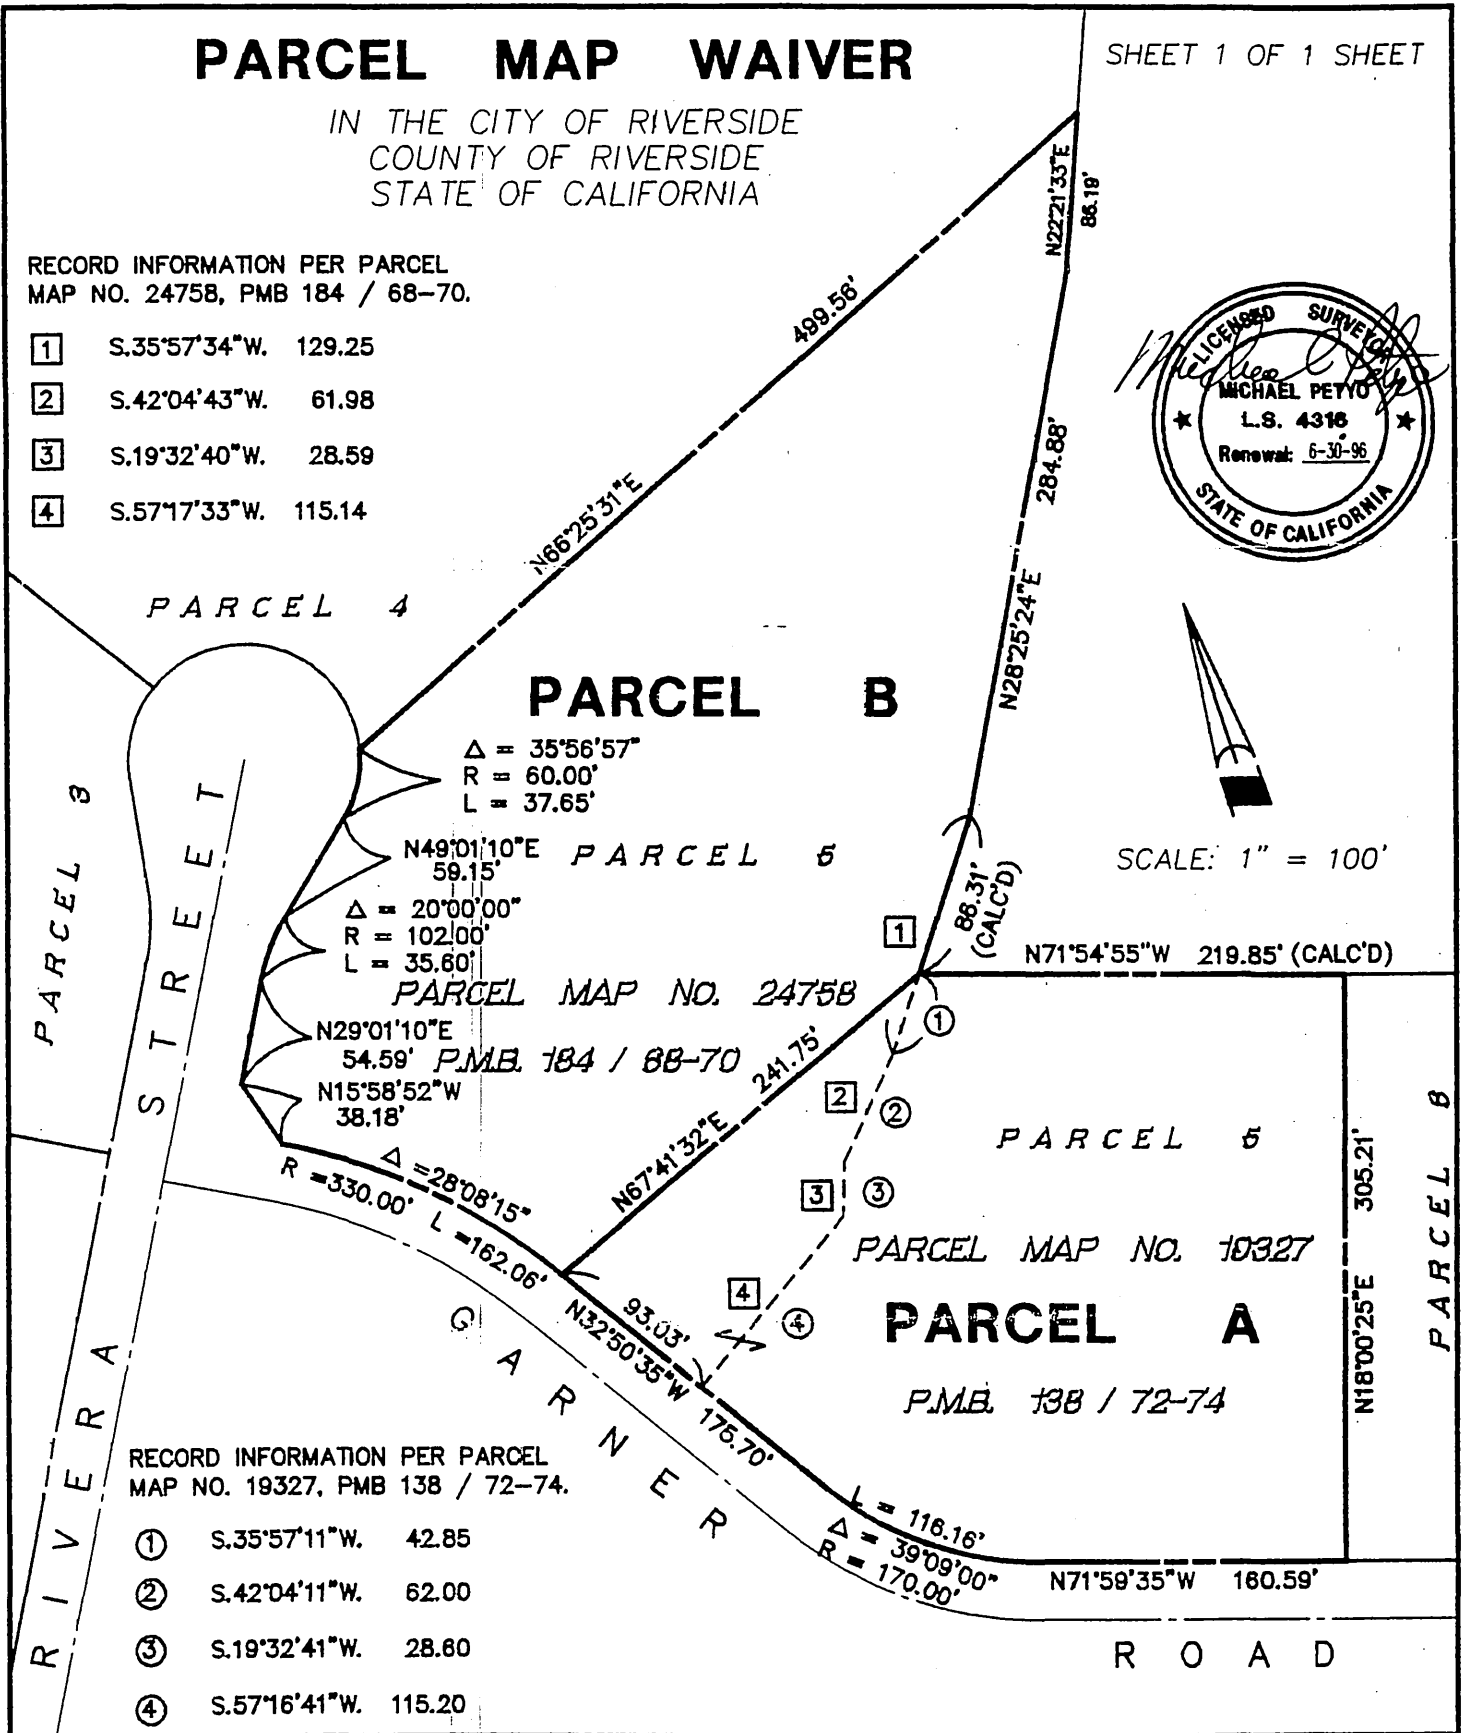 PARCEL MAP WAIVER
SHEET 1 OF 1 SHEET
IN THE CITY OF RIVERSIDE
COUNTY OF RIVERSIDE
STATE OF CALIFORNIA
RECORD INFORMATION PER PARCEL
MAP NO. 24758, PMB 184 / 68-70.
1 S.35°57'34"W. 129.25
2 S.42°04'43"W. 61.98
3 S.19°32'40"W. 28.59
4 S.57°17'33"W. 115.14
N22°21'33"E
86.19'
499.56'
N66°25'31"E
284.88'
N28°25'24"E
LICENSED SURVEYOR
MICHAEL PETYO
L.S. 4316
Renewal: 6-30-96
STATE OF CALIFORNIA
PARCEL 4
PARCEL B
Δ = 35°56'57"
R = 60.00'
L = 37.65'
PARCEL 3
N49°01'10"E
59.15'
PARCEL 5
SCALE: 1" = 100'
Δ = 20°00'00"
R = 102.00'
L = 35.60'
1
86.31'
(CALC'D)
N71°54'55"W 219.85' (CALC'D)
PARCEL MAP NO. 24758
P.M.B. 184 / 68-70
N29°01'10"E
54.59'
N15°58'52"W
38.18'
241.75'
N67°41'32"E
1
2 2
3 3
4 4
PARCEL 5
PARCEL MAP NO. 19327
PARCEL A
P.M.B. 138 / 72-74
305.21'
N18°00'25"E
PARCEL 6
Δ =28°08'15"
R =330.00'
L =162.06'
93.03'
N32°50'35"W 175.70'
L = 116.16'
Δ = 39°09'00"
R = 170.00'
N71°59'35"W 160.59'
GARNER
ROAD
RIVERA STREET
RECORD INFORMATION PER PARCEL
MAP NO. 19327, PMB 138 / 72-74.
1 S.35°57'11"W. 42.85
2 S.42°04'11"W. 62.00
3 S.19°32'41"W. 28.60
4 S.57°16'41"W. 115.20